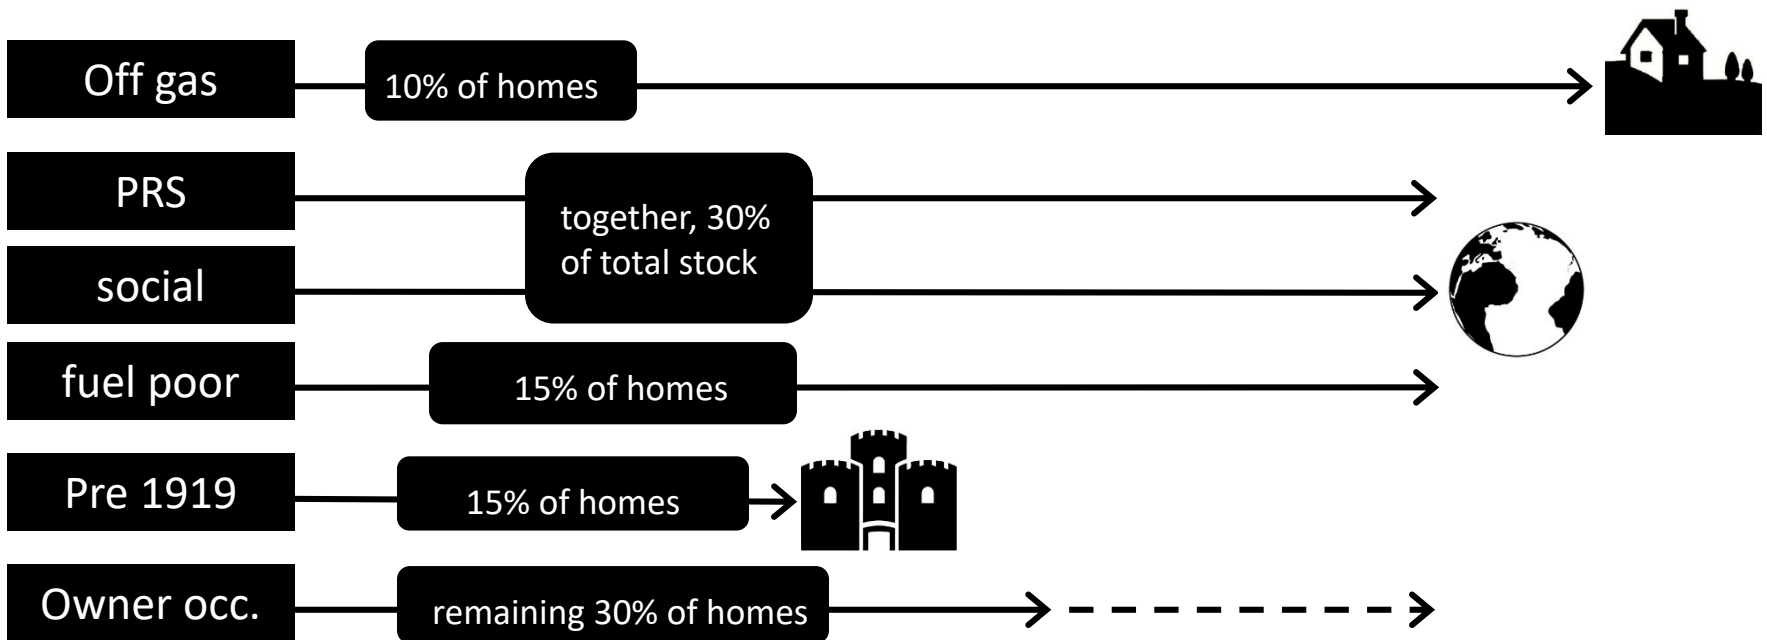 Off gas
10% of homes
PRS
together, 30%
of total stock
social
fuel poor
15% of homes
Pre 1919
15% of homes
Owner occ.
remaining 30% of homes